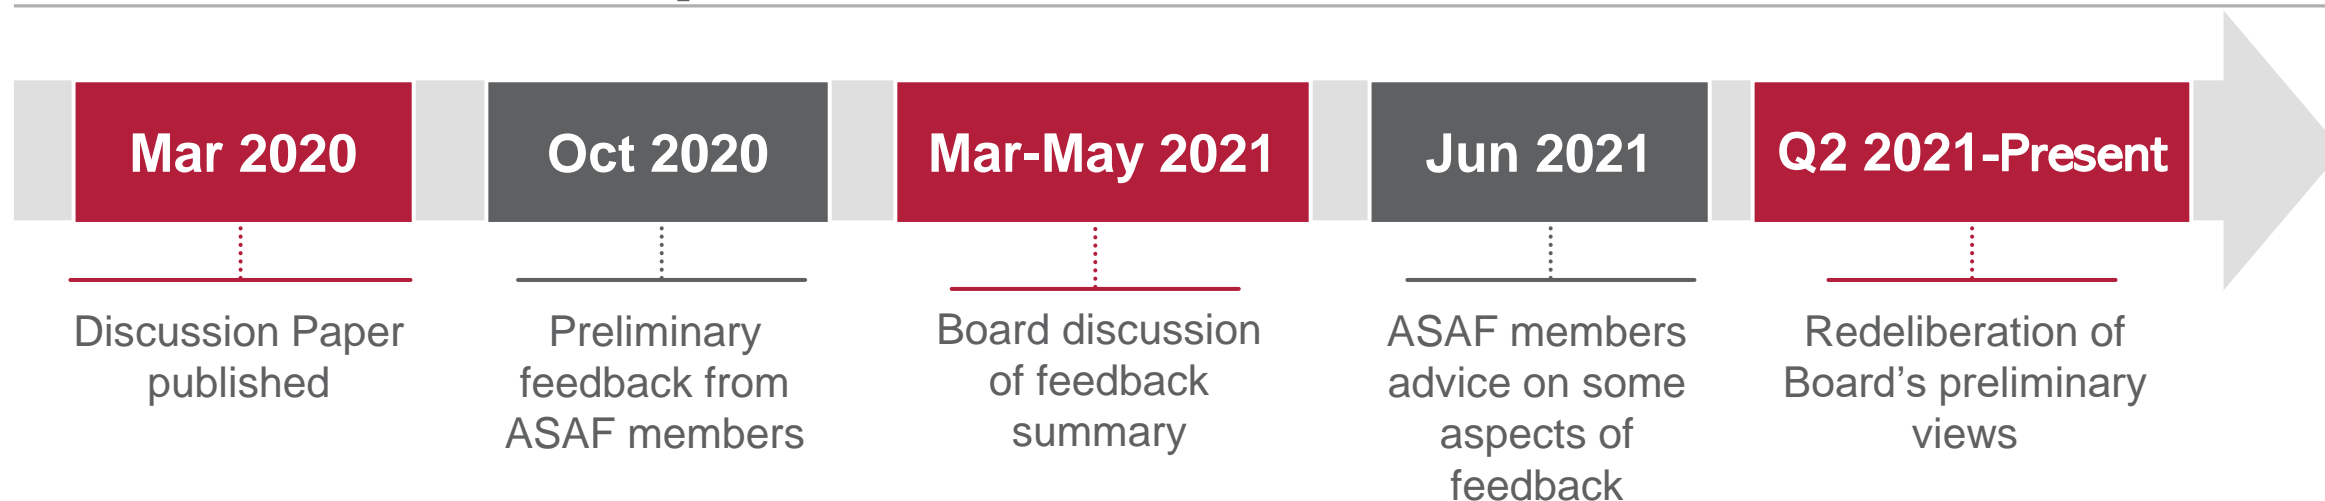 Mar 2020
Oct 2020
Mar-May 2021
Jun 2021
Q2 2021-Present
Discussion Paper
published
Preliminary
feedback from
ASAF members
Board discussion
of feedback
summary
ASAF members
advice on some
aspects of
feedback
Redeliberation of
Board’s preliminary
views